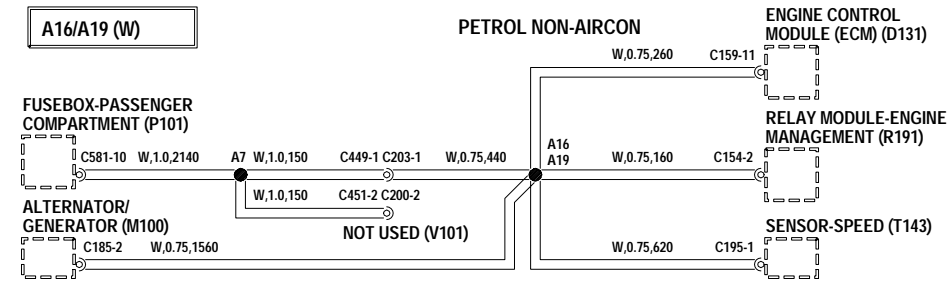 A16/A19 (W)
PETROL NON-AIRCON
ENGINE CONTROL
MODULE (ECM) (D131)
W,0.75,260
C159-11
FUSEBOX-PASSENGER
COMPARTMENT (P101)
RELAY MODULE-ENGINE
MANAGEMENT (R191)
C581-10 W,1.0,2140
A7 W,1.0,150
C449-1 C203-1
W,0.75,440
A16
A19
W,0.75,160
C154-2
W,1.0,150
C451-2 C200-2
NOT USED (V101)
ALTERNATOR/
GENERATOR (M100)
SENSOR-SPEED (T143)
C185-2 W,0.75,1560
W,0.75,620
C195-1